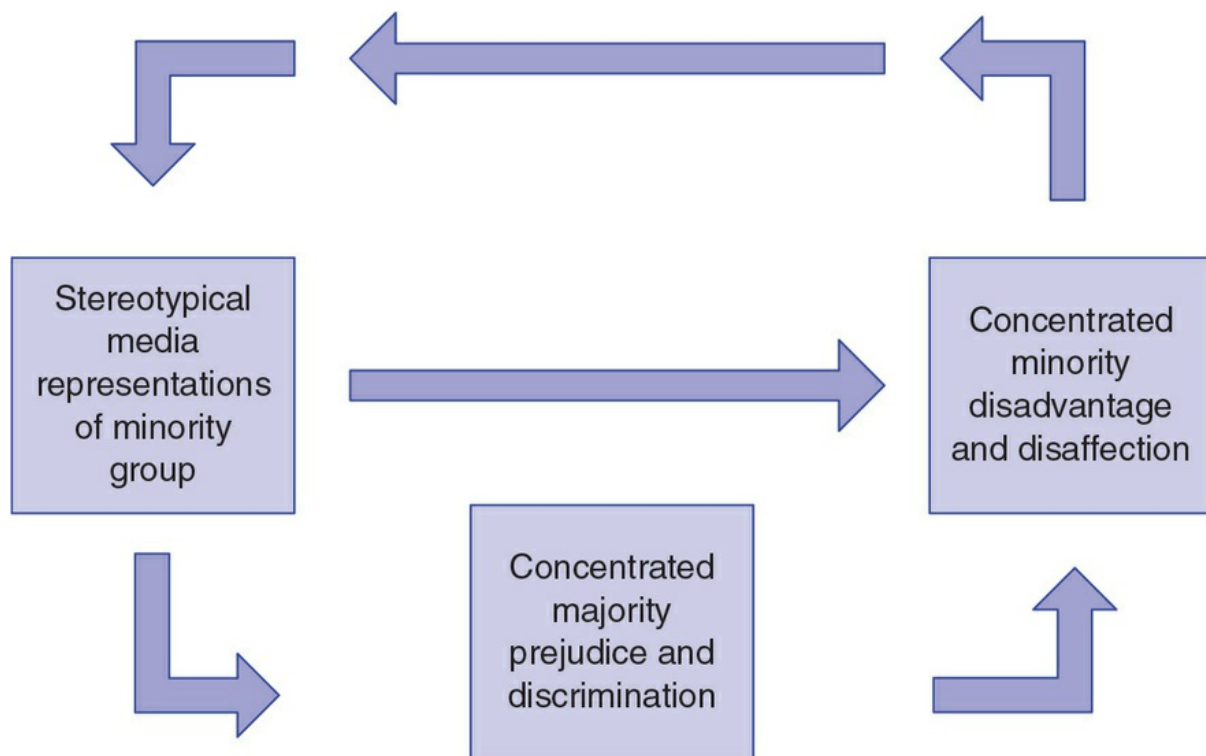 Stereotypical
media
representations
of minority
group
Concentrated
majority
prejudice and
discrimination
Concentrated
minority
disadvantage
and disaffection